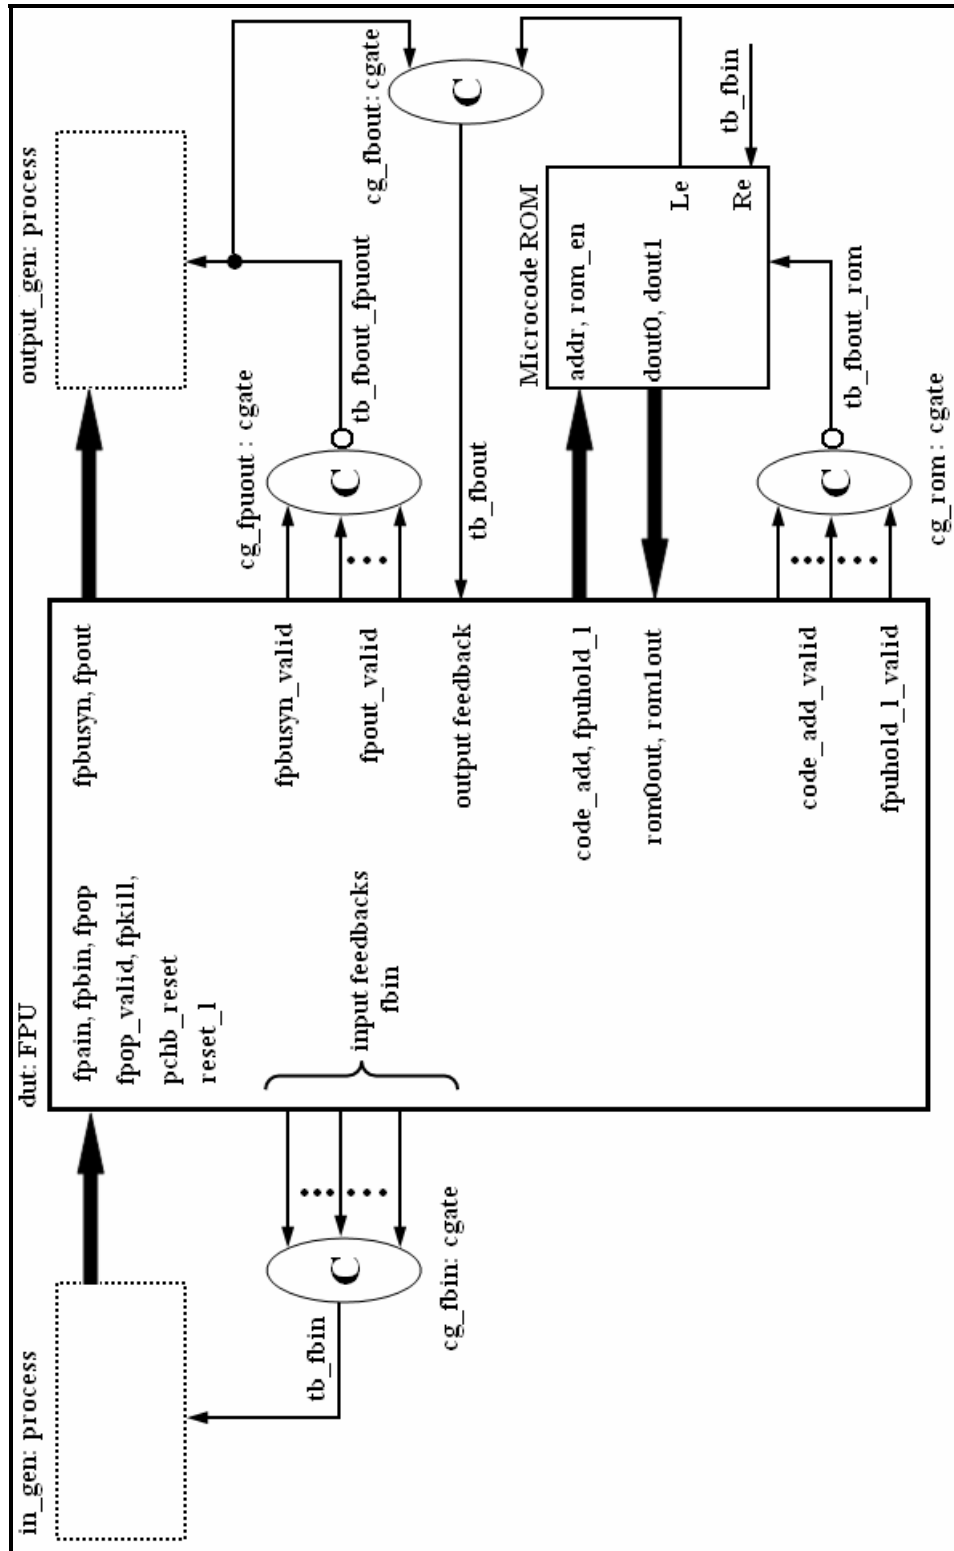 in_gen: process
tb_fbin
C
cg_fbin: cgate
dut: FPU
fpain, fpbin, fpop
fpop_valid, fpkill,
pchb_reset
reset_l
input feedbacks
fbin
fpbusyn, fpout
fpbusyn_valid
fpout_valid
output feedback
code_add, fpuhold_l
rom0out, rom1out
code_add_valid
fpuhold_l_valid
output_gen: process
cg_fpuout : cgate
C
tb_fbout_fpuout
cg_fbout: cgate
C
tb_fbout
Microcode ROM
addr, rom_en
dout0, dout1
Le
Re
tb_fbin
tb_fbout_rom
C
cg_rom : cgate